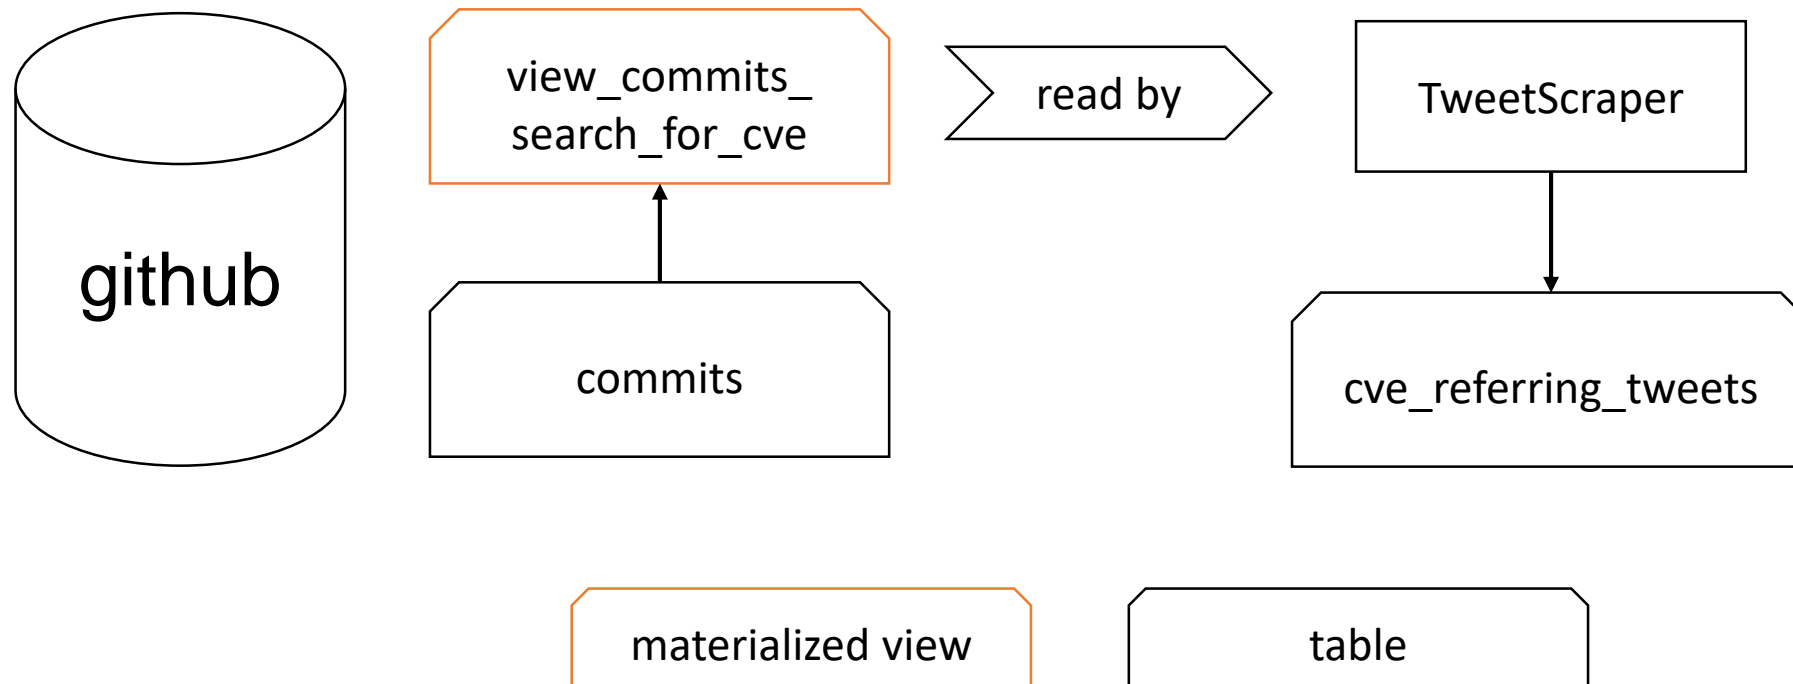 github
view_commits_
search_for_cve
read by
TweetScraper
commits
cve_referring_tweets
materialized view
table